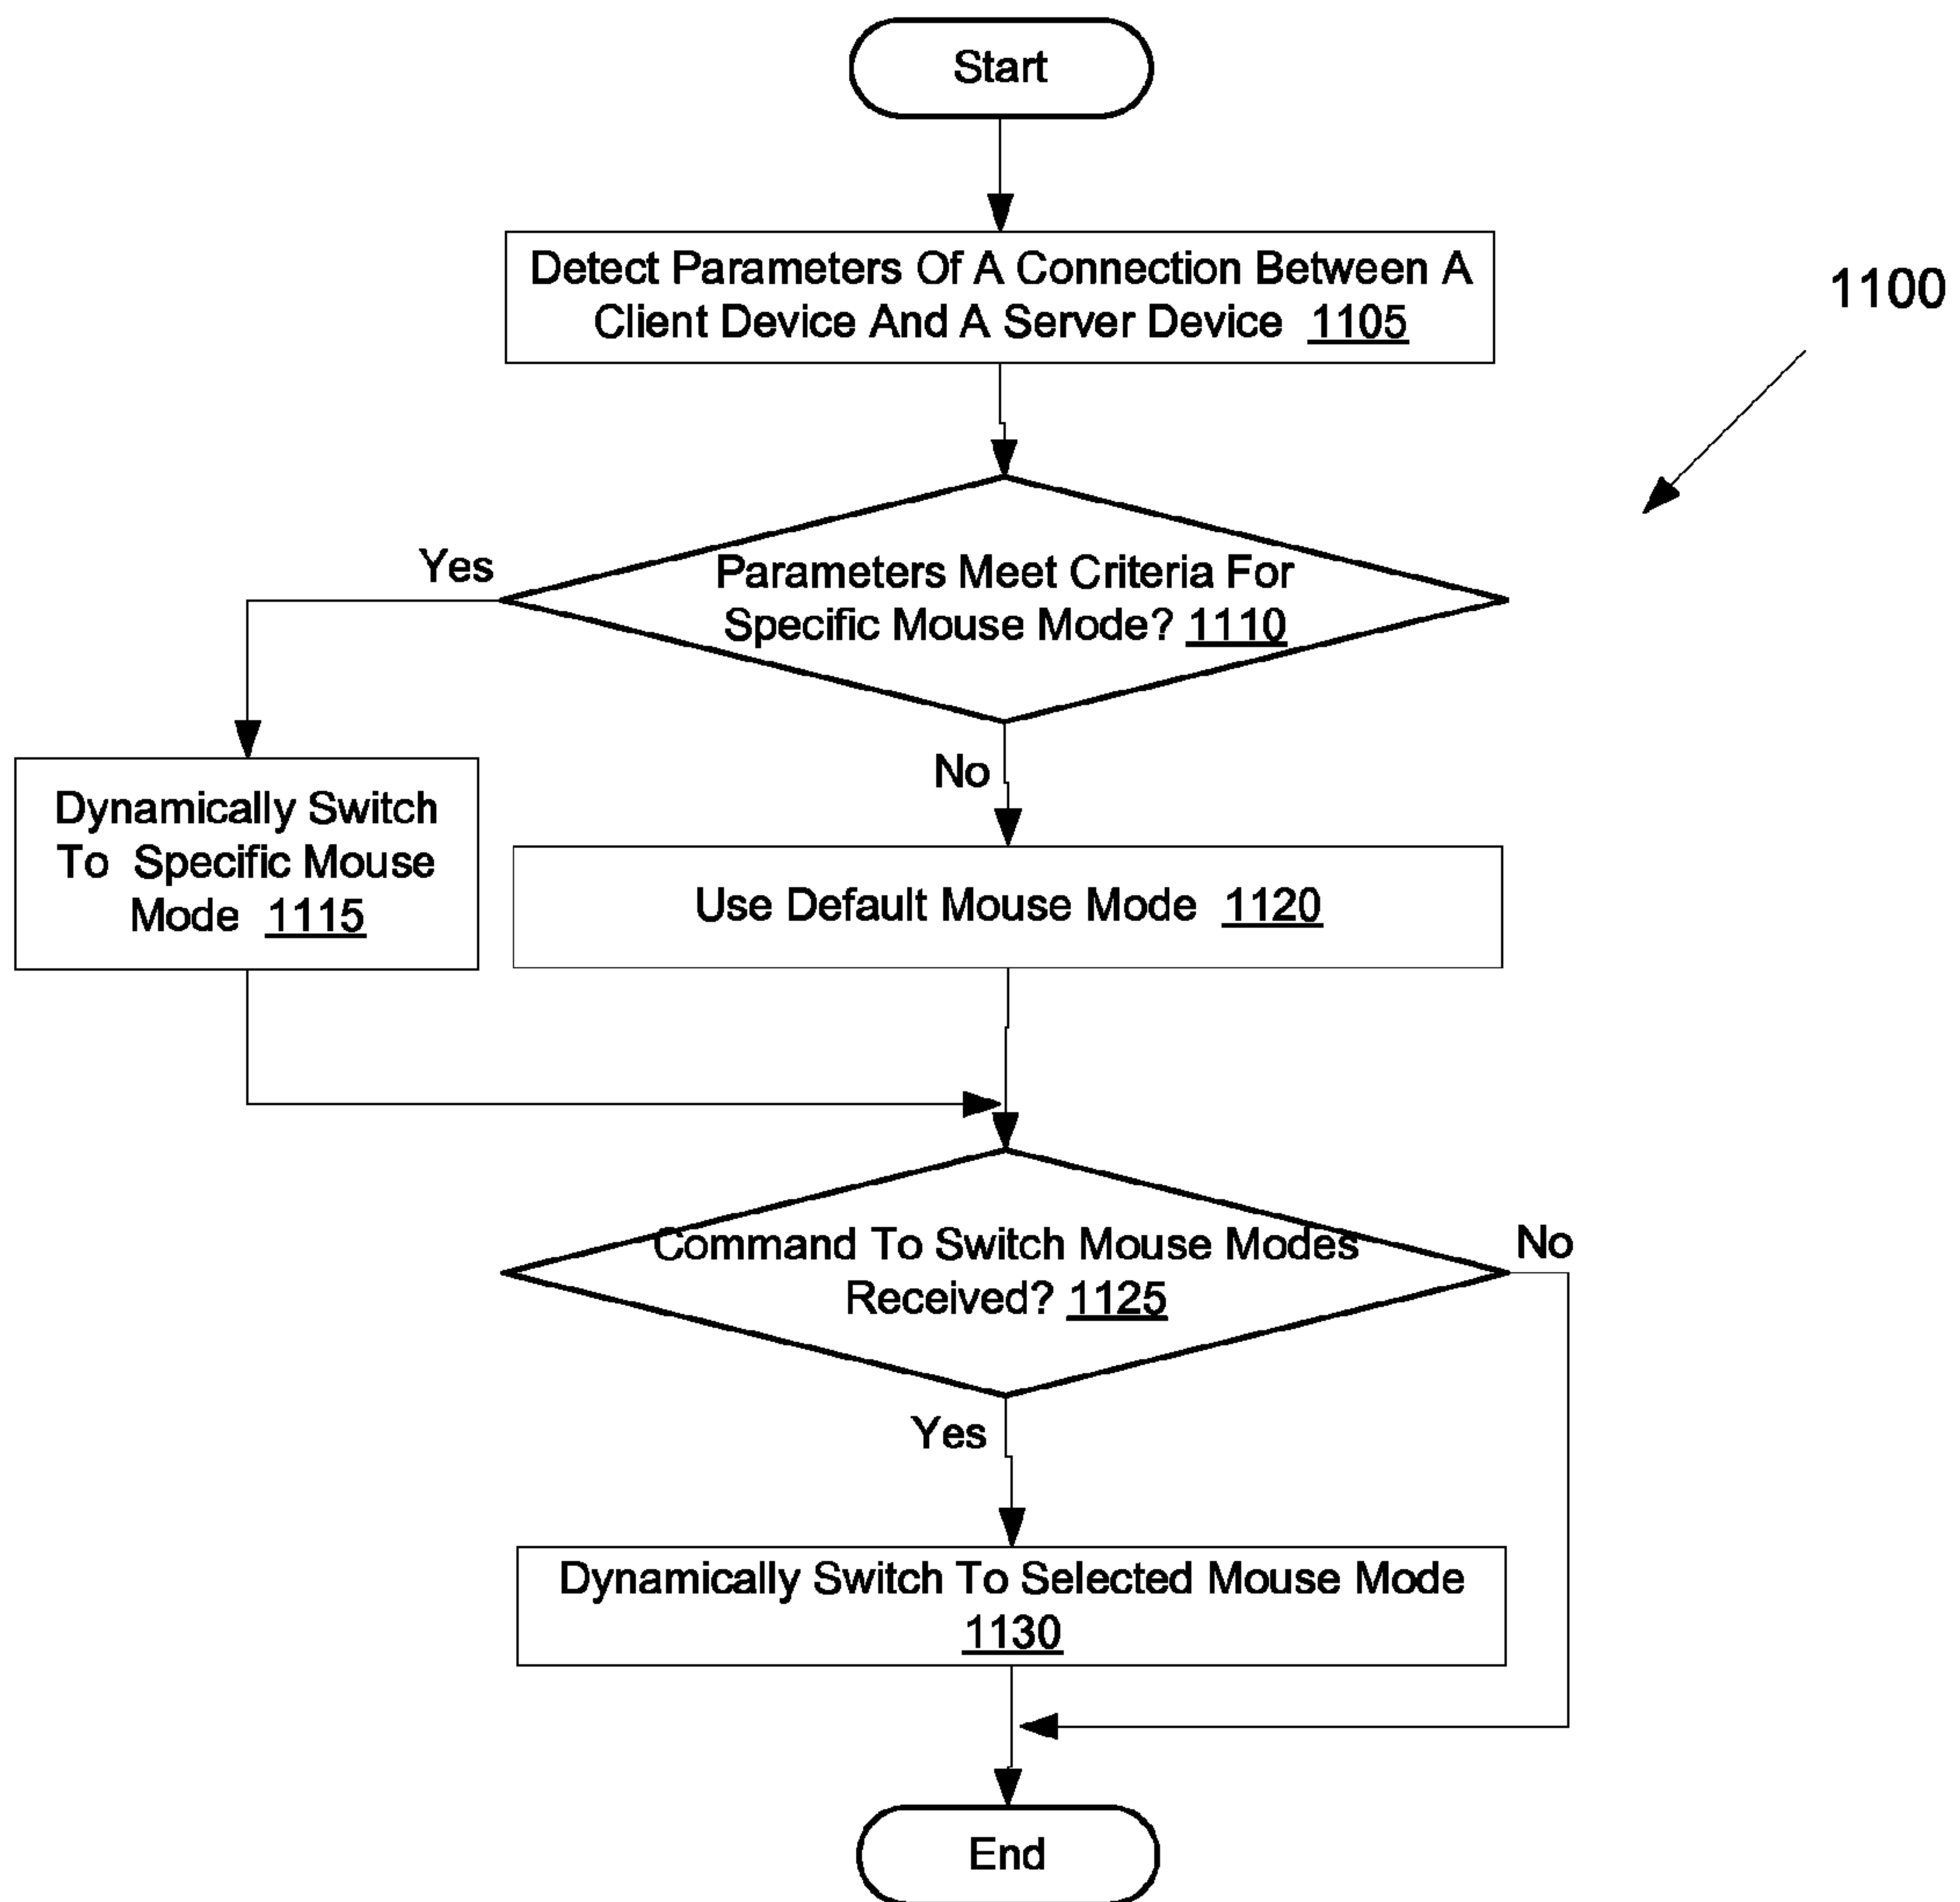 Start
Detect Parameters Of A Connection Between A
Client Device And A Server Device 1105
1100
Yes
Parameters Meet Criteria For
Specific Mouse Mode? 1110
No
Dynamically Switch
To Specific Mouse
Mode 1115
Use Default Mouse Mode 1120
Command To Switch Mouse Modes
Received? 1125
No
Yes
Dynamically Switch To Selected Mouse Mode
1130
End